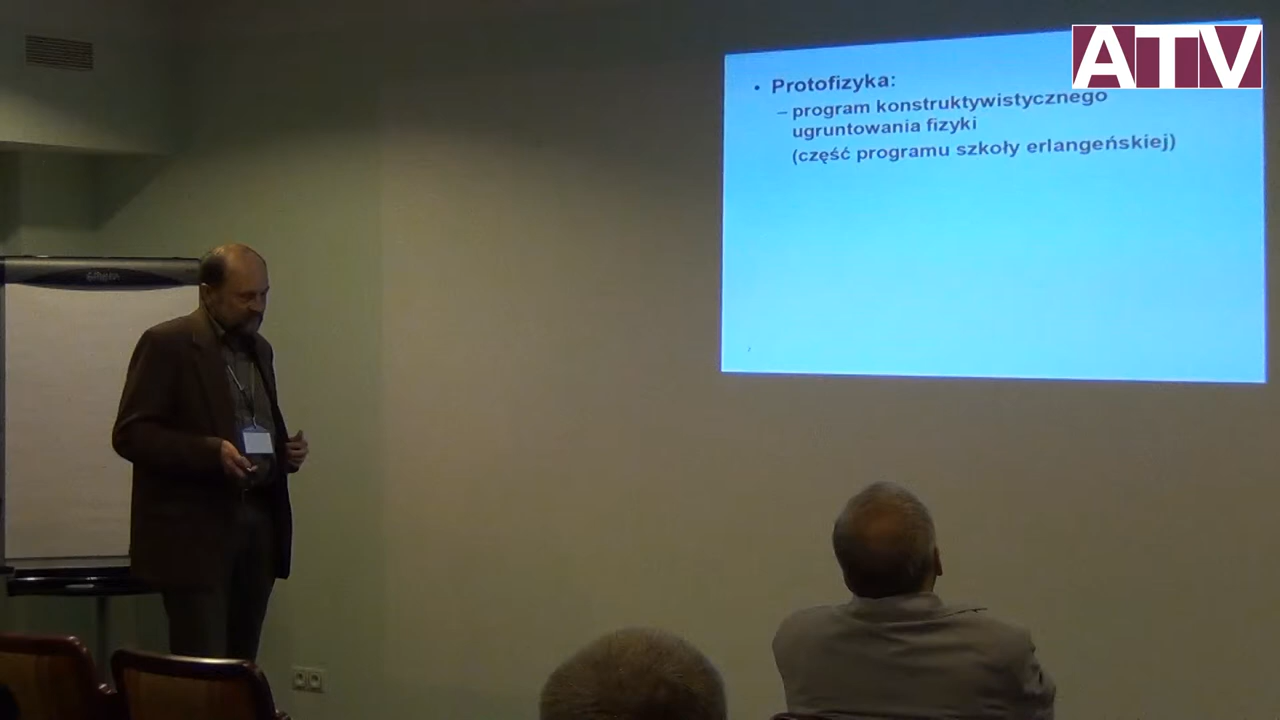 ATV
• Protofizyka:
– program konstruktywistycznego
ugruntowania fizyki
(część programu szkoły erlangeńskiej)